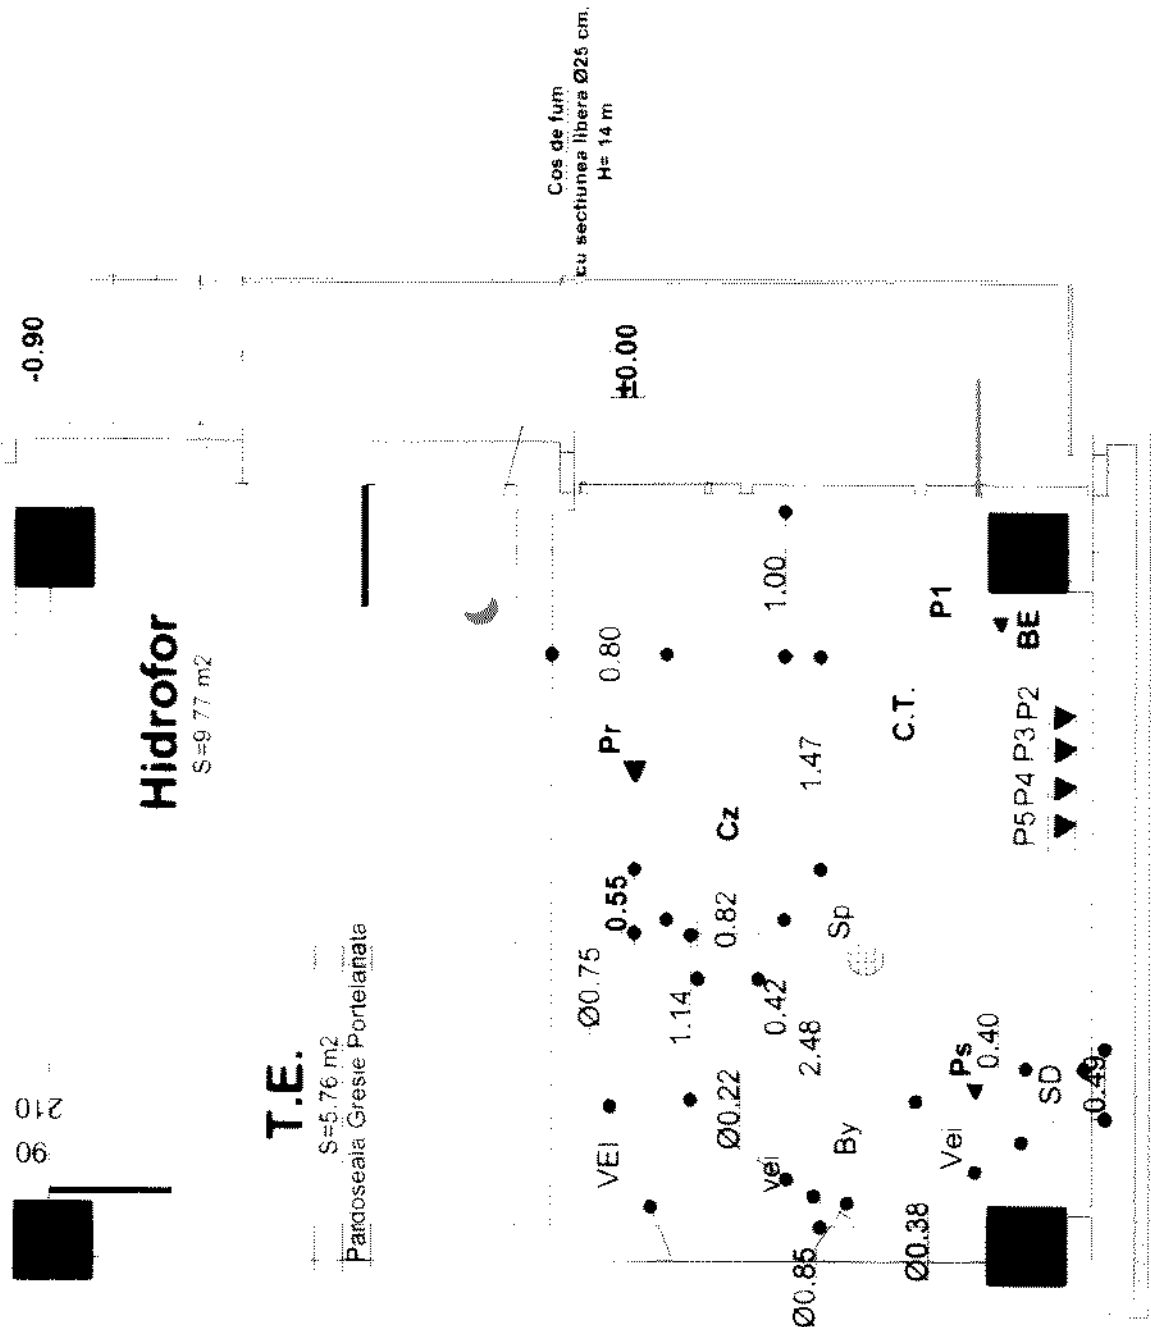 Cos de fum
cu sectiunea libera Ø25 cm.
H= 14 m
-0.90
±0.00
Hidrofor
S=9.77 m2
T.E.
S=5.76 m2
Pardoseala Gresie Portelanata
90
210
1.00
0.80
P1
BE
Pr
C.T.
1.47
P5 P4 P3 P2
Cz
0.55
0.82
Sp
Ø0.75
1.14
0.42
2.48
Ps
0.40
SD
0.49
Ø0.22
VEI
vei
By
Vei
Ø0.85
Ø0.38